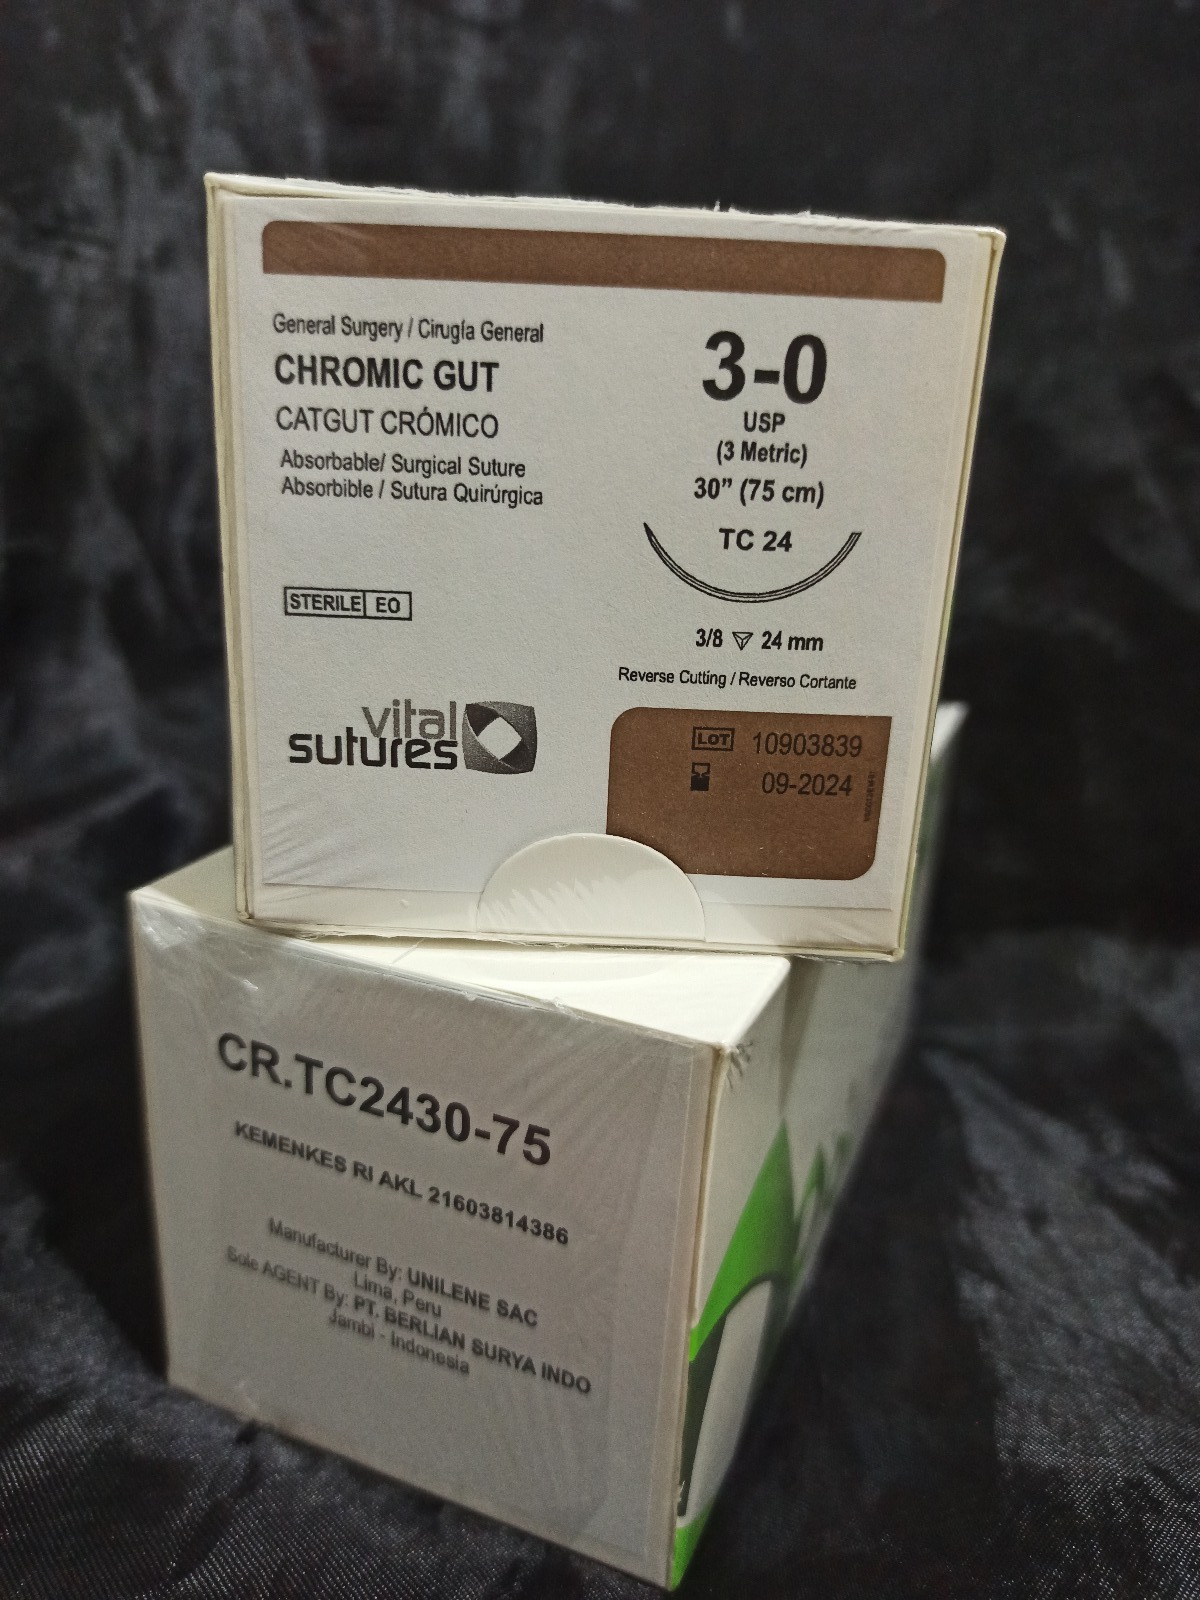 General Surgery / Cirugía General
CHROMIC GUT
CATGUT CRÓMICO
Absorbable/ Surgical Suture
Absorbible / Sutura Quirúrgica
STERILE EO
vital
sutures
3-0
USP
(3 Metric)
30” (75 cm)
TC 24
3/8 24 mm
Reverse Cutting / Reverso Cortante
LOT 10903839
09-2024
CR.TC2430-75
KEMENKES RI AKL 21603814386
Manufacturer By: UNILENE SAC
Lima, Peru
Sole AGENT By: PT. BERLIAN SURYA INDO
Jambi - Indonesia